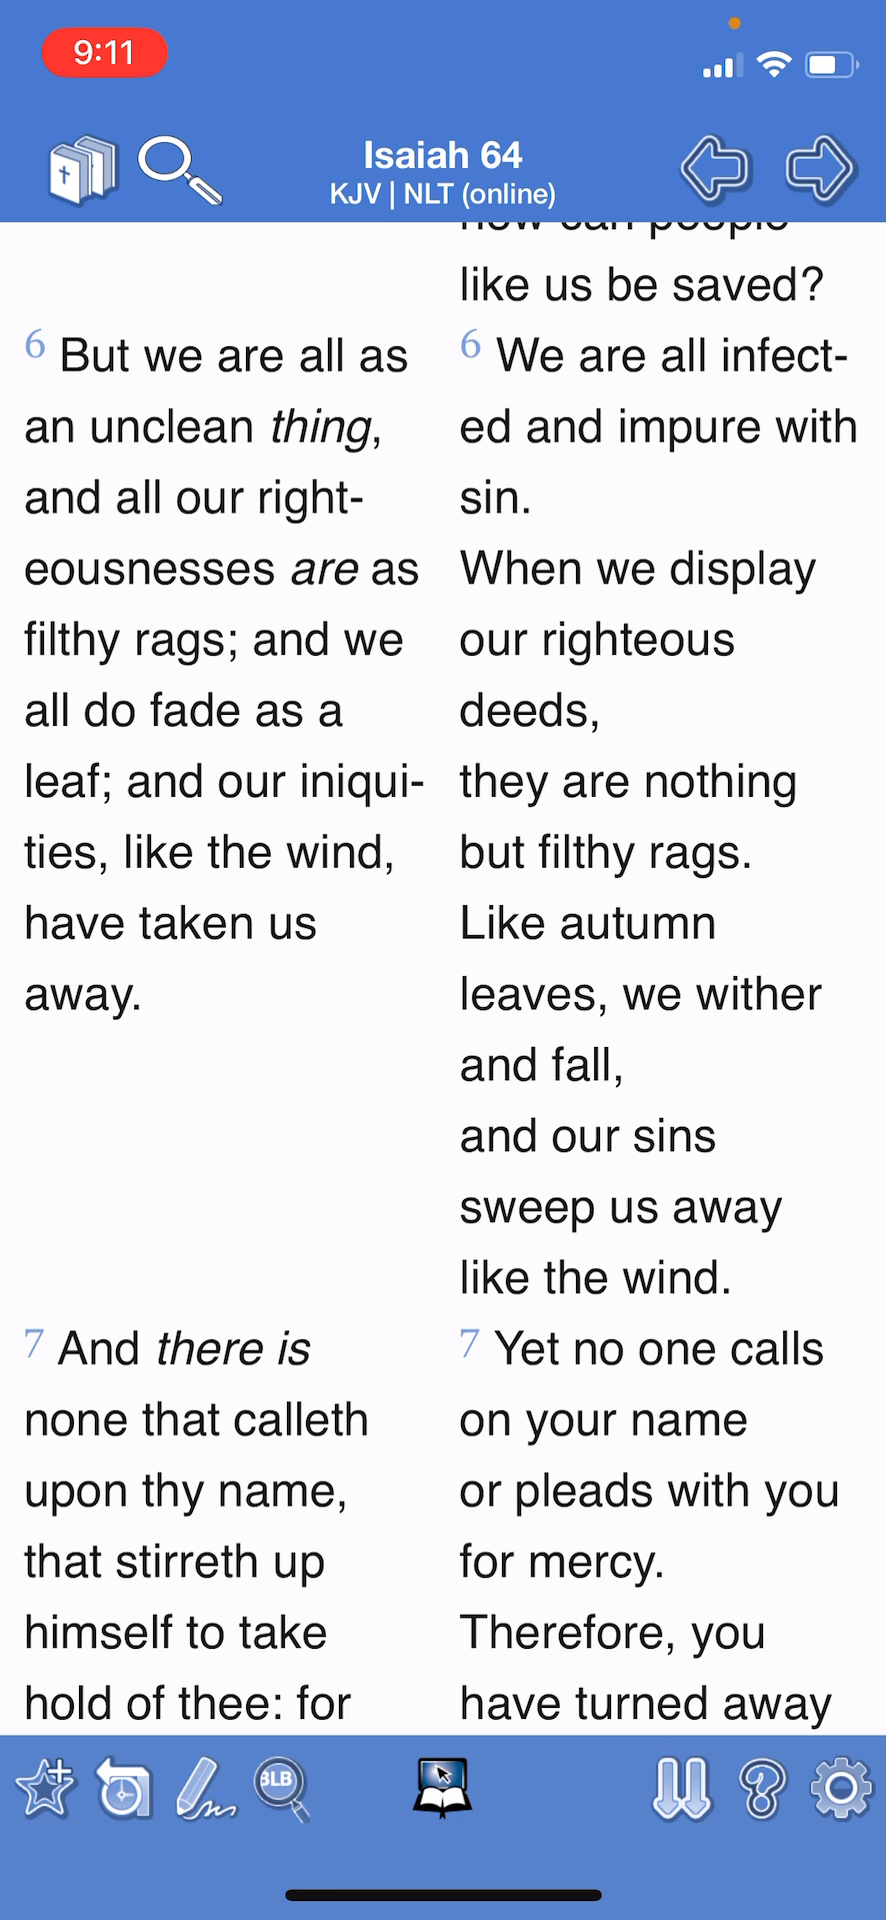 9:11
Isaiah 64
KJV | NLT (online)
how can people
like us be saved?
6 But we are all as
an unclean thing,
and all our right-
eousnesses are as
filthy rags; and we
all do fade as a
leaf; and our iniqui-
ties, like the wind,
have taken us
away.
6 We are all infect-
ed and impure with
sin.
When we display
our righteous
deeds,
they are nothing
but filthy rags.
Like autumn
leaves, we wither
and fall,
and our sins
sweep us away
like the wind.
7 And there is
none that calleth
upon thy name,
that stirreth up
himself to take
hold of thee: for
7 Yet no one calls
on your name
or pleads with you
for mercy.
Therefore, you
have turned away
BLB